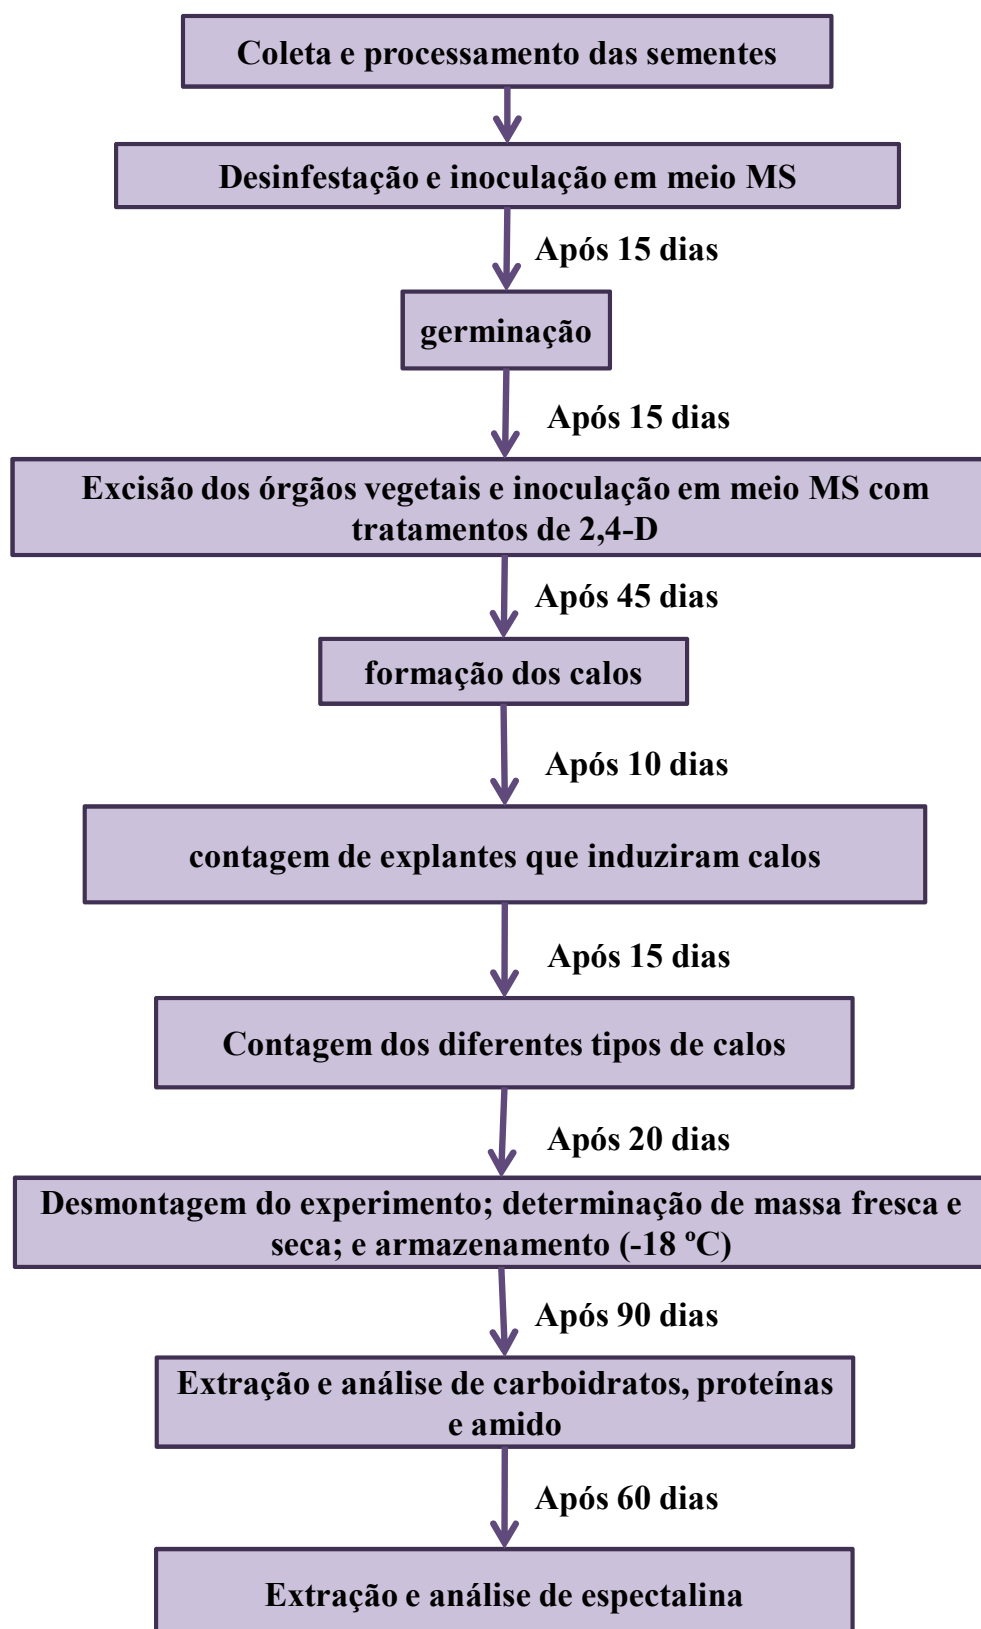 Coleta e processamento das sementes
Desinfestação e inoculação em meio MS
Após 15 dias
germinação
Após 15 dias
Excisão dos órgãos vegetais e inoculação em meio MS com
tratamentos de 2,4-D
Após 45 dias
formação dos calos
Após 10 dias
contagem de explantes que induziram calos
Após 15 dias
Contagem dos diferentes tipos de calos
Após 20 dias
Desmontagem do experimento; determinação de massa fresca e
seca; e armazenamento (-18 ºC)
Após 90 dias
Extração e análise de carboidratos, proteínas
e amido
Após 60 dias
Extração e análise de espectalina